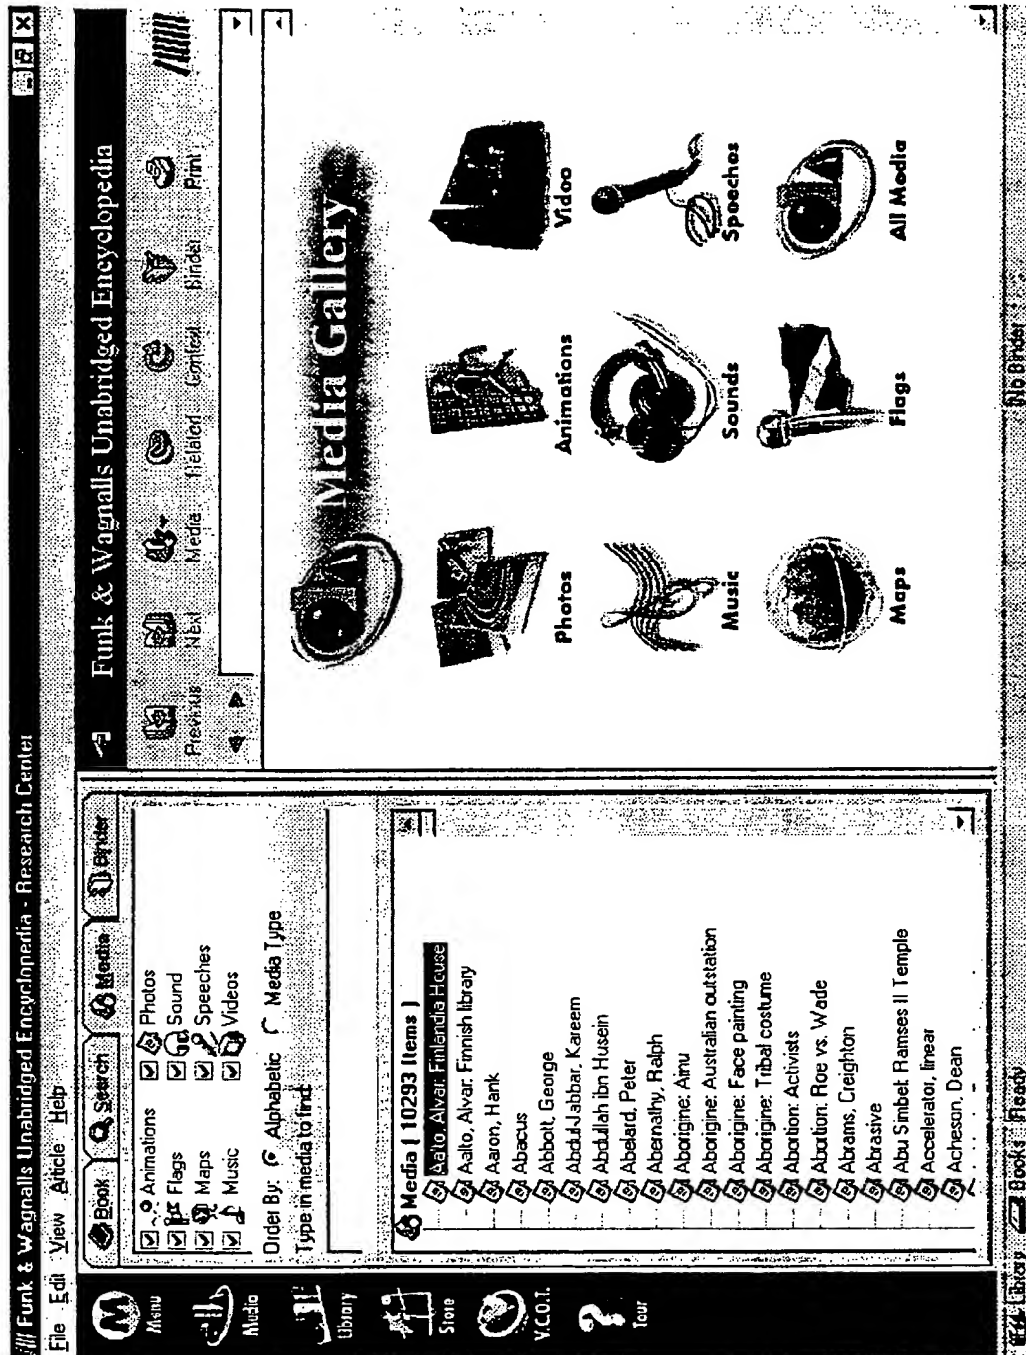 Funk & Wagnalls Unabridged Encyclopedia - Research Center
File Edit View Article Help
Menu
Media
Library
Store
Y.C.O.T.
Tour
Book Search Media Binder
Animations Photos
Flags Sound
Maps Speeches
Music Videos
Order By: Alphabetic Media Type
Type in media to find:
Media [ 10293 Items ]
Aalto, Alvar: Finlandia House
Aalto, Alvar: Finnish library
Aaron, Hank
Abacus
Abbott, George
Abdul-Jabbar, Kareem
Abdullah ibn Husein
Abelard, Peter
Abernathy, Ralph
Aborigine: Ainu
Aborigine: Australian outstation
Aborigine: Face painting
Aborigine: Tribal costume
Abortion: Activists
Abortion: Roe vs. Wade
Abrams, Creighton
Abrasive
Abu Simbel: Ramses II Temple
Accelerator, linear
Acheson, Dean
Funk & Wagnalls Unabridged Encyclopedia
Previous Next Media Related Context Binder Print
Media Gallery
Photos Animations Video
Music Sounds Speeches
Maps Flags All Media
Library Books Ready No Binder